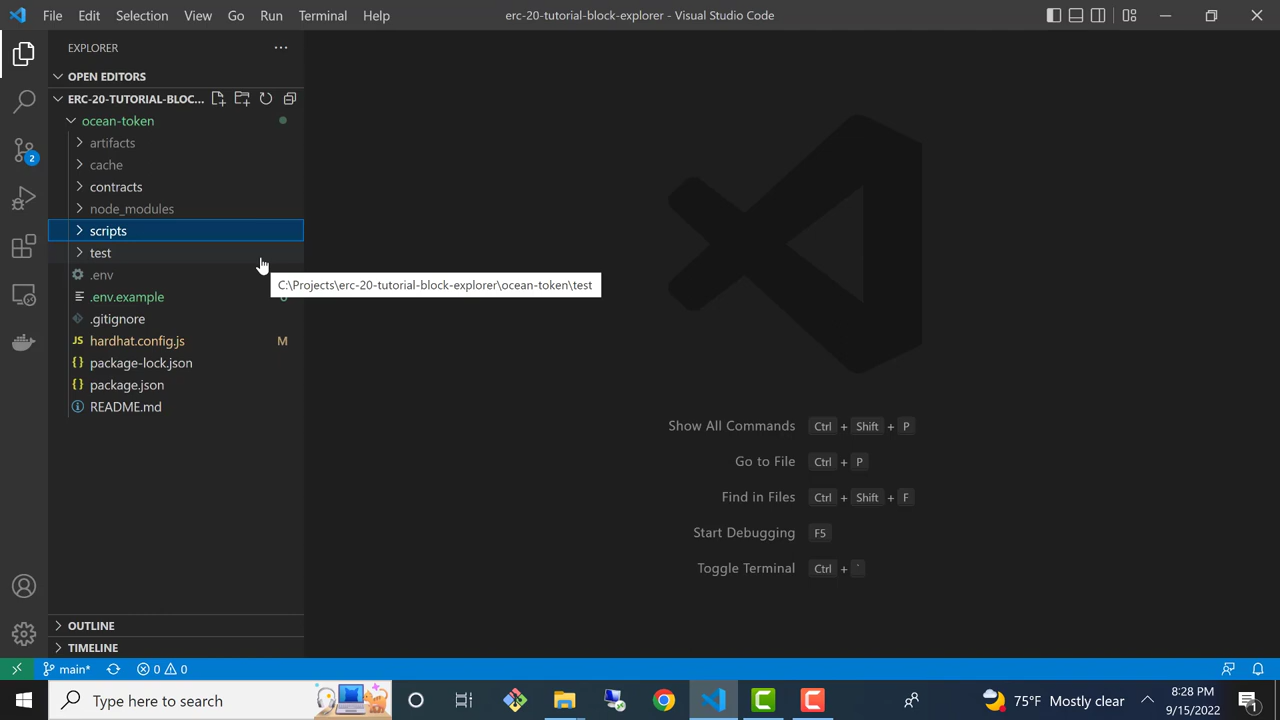 File Edit Selection View Go Run Terminal Help
erc-20-tutorial-block-explorer - Visual Studio Code
EXPLORER
OPEN EDITORS
ERC-20-TUTORIAL-BLOC...
ocean-token
artifacts
cache
contracts
node_modules
scripts
test
.env
C:\Projects\erc-20-tutorial-block-explorer\ocean-token\test
.env.example
.gitignore
JS hardhat.config.js M
package-lock.json
package.json
README.md
2
Show All Commands Ctrl + Shift + P
Go to File Ctrl + P
Find in Files Ctrl + Shift + F
Start Debugging F5
Toggle Terminal Ctrl + `
OUTLINE
TIMELINE
main* 0 0
Type here to search
75°F Mostly clear
8:28 PM
9/15/2022
1